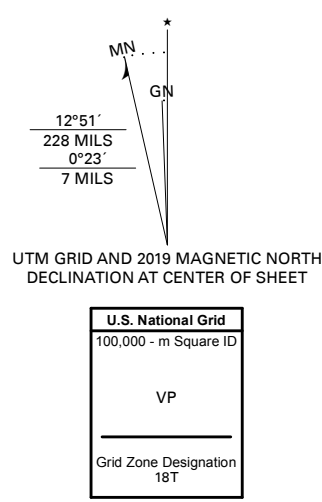 ★
MN
GN
12°51´
228 MILS
0°23´
7 MILS
UTM GRID AND 2019 MAGNETIC NORTH
DECLINATION AT CENTER OF SHEET
U.S. National Grid
100,000 - m Square ID
VP
Grid Zone Designation
18T